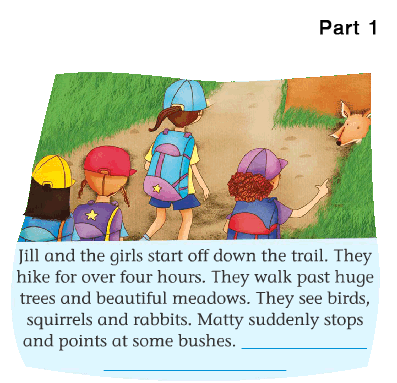 Part 1
Jill and the girls start off down the trail. They
hike for over four hours. They walk past huge
trees and beautiful meadows. They see birds,
squirrels and rabbits. Matty suddenly stops
and points at some bushes.